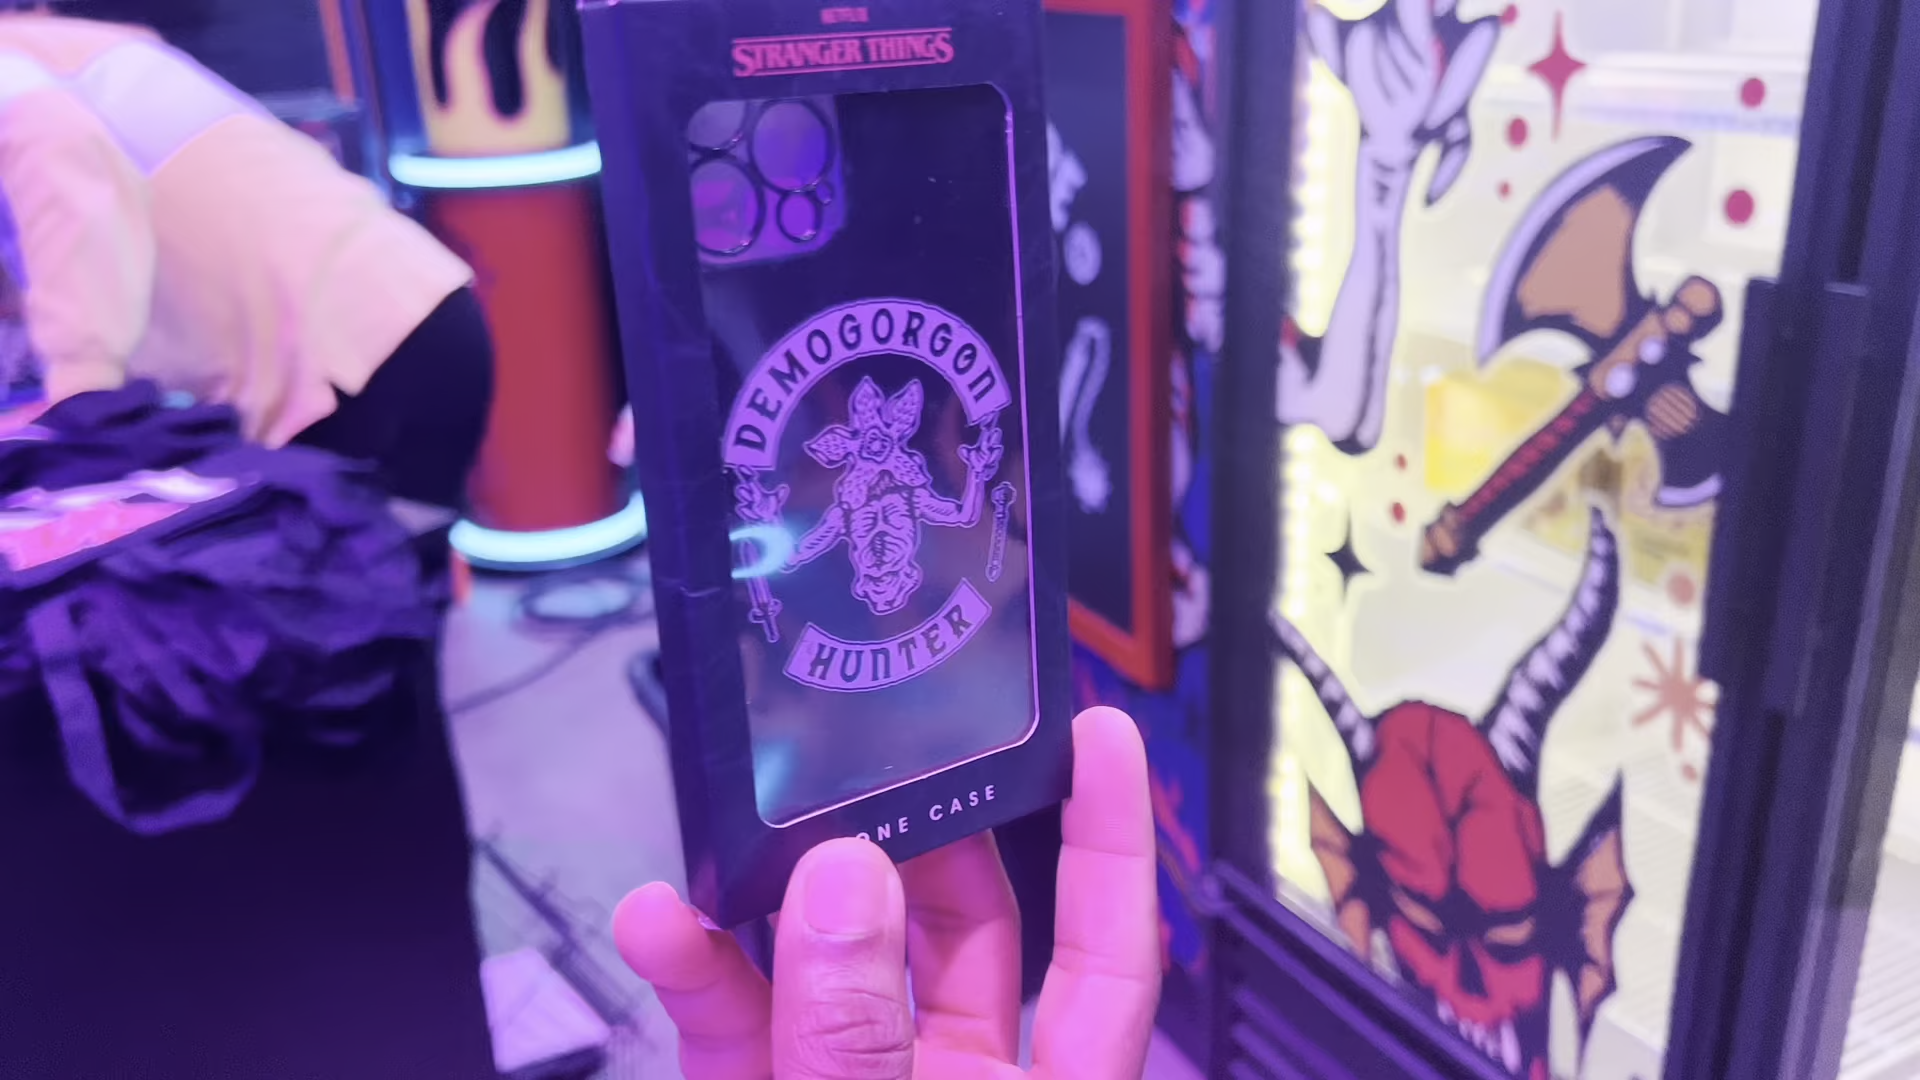 NETFLIX
STRANGER THINGS
DEMOGORGON
HUNTER
ONE CASE